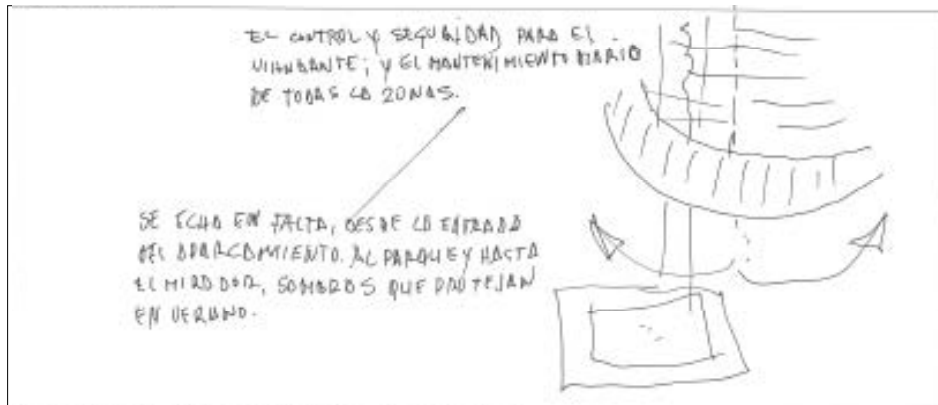 EL CONTROL Y SEGURIDAD PARA EL
VIANDANTE; Y EL MANTENIMIENTO DIARIO
DE TODAS LA ZONAS.
SE ECHA EN FALTA, DESDE LA ENTRADA
DEL APARCAMIENTO. AL PARQUE Y HASTA
EL MIRADOR, SOMBRAS QUE PROTEJAN
EN VERANO.